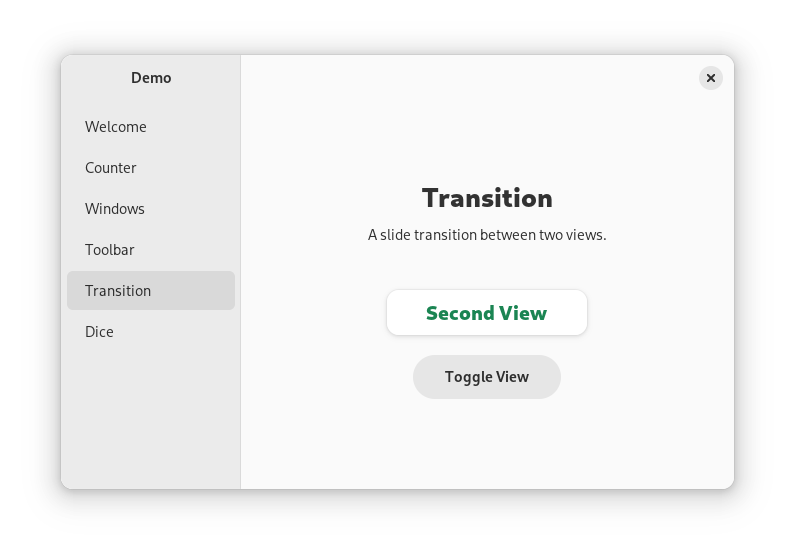 Demo
Welcome
Counter
Windows
Toolbar
Transition
Dice
Transition
A slide transition between two views.
Second View
Toggle View